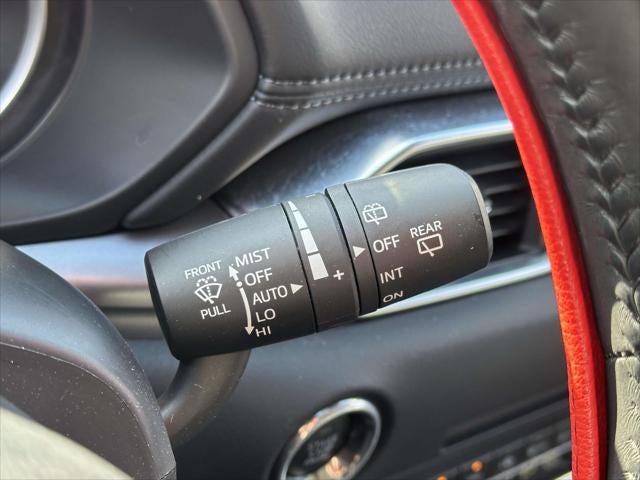 FRONT
PULL
MIST
OFF
AUTO
LO
HI
+
OFF
INT
ON
REAR